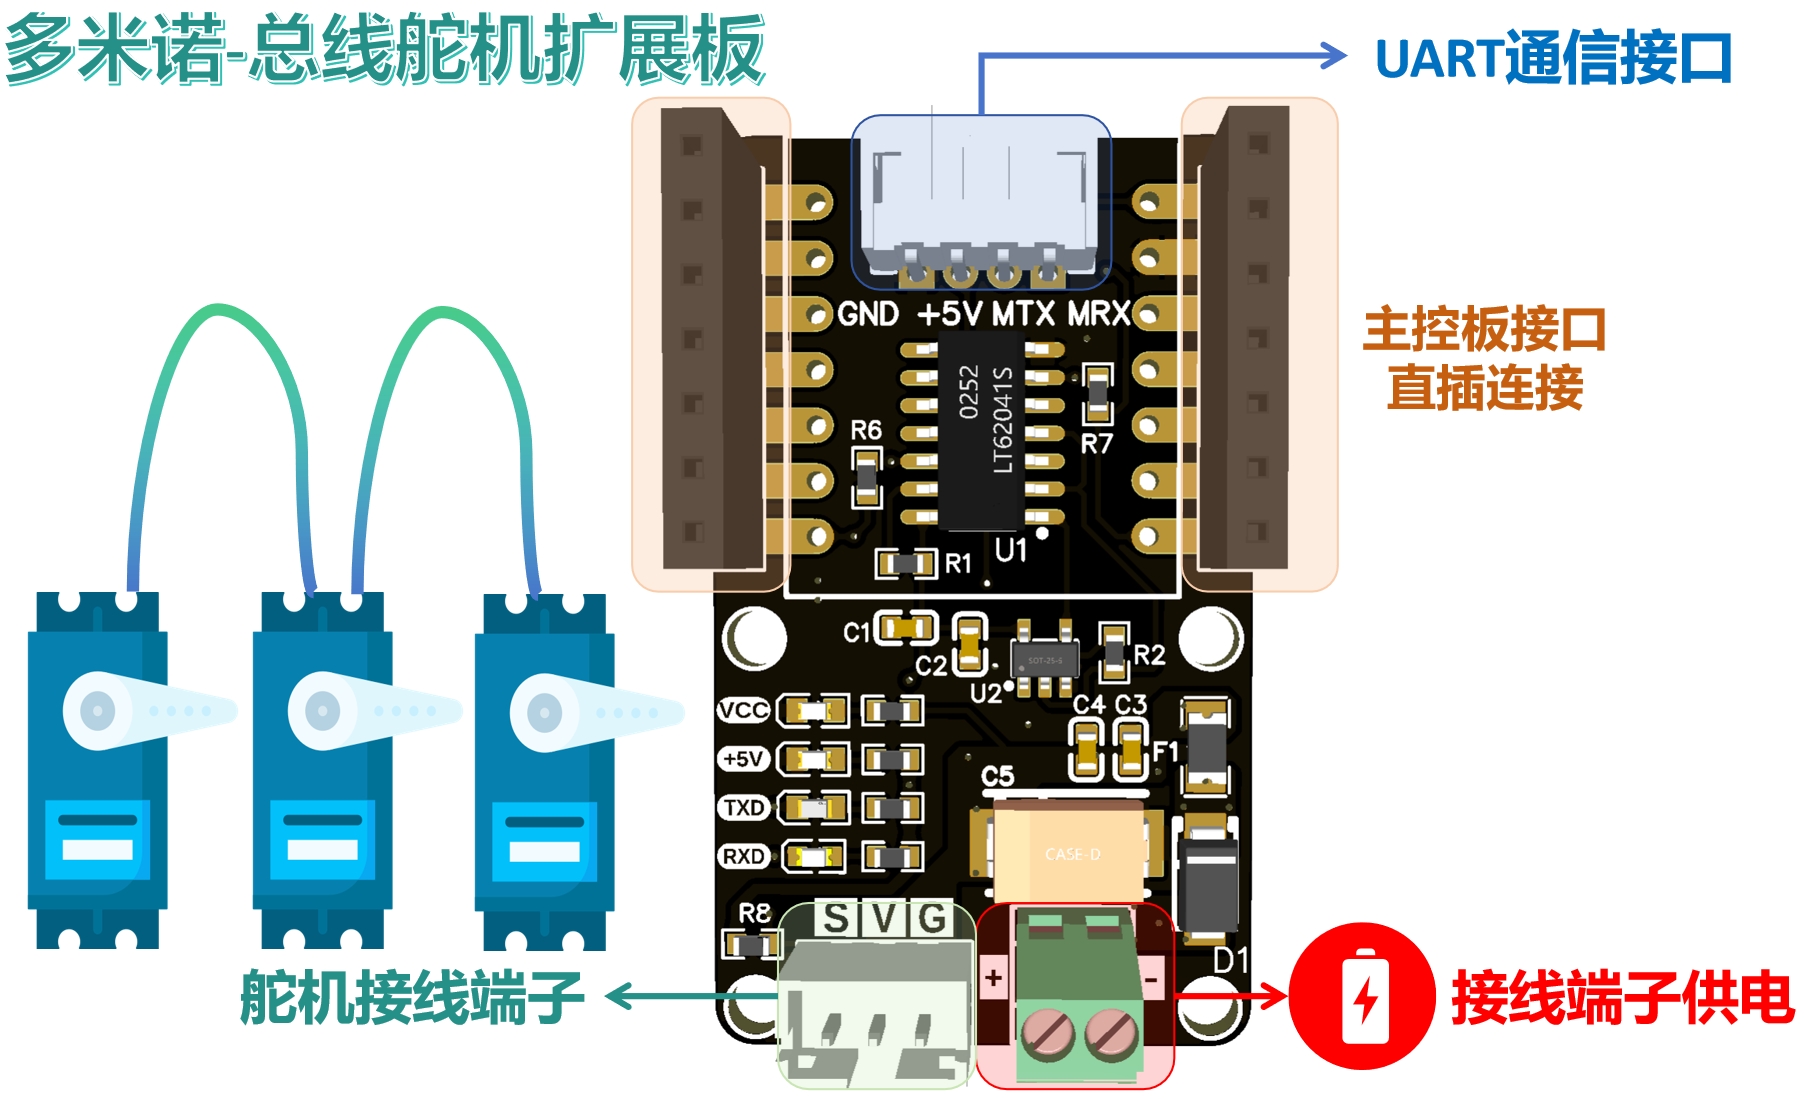 多米诺-总线舵机扩展板
UART通信接口
GND +5V MTX MRX
主控板接口
直插连接
0252
LT62041S
R6
R7
U1
R1
C1
C2
SOT-25-5
R2
U2
VCC
C4 C3
+5V
F1
C5
TXD
CASE-D
RXD
R8
S V G
+ -
D1
舵机接线端子
接线端子供电